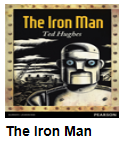 The Iron Man
Ted Hughes
PEARSON
The Iron Man